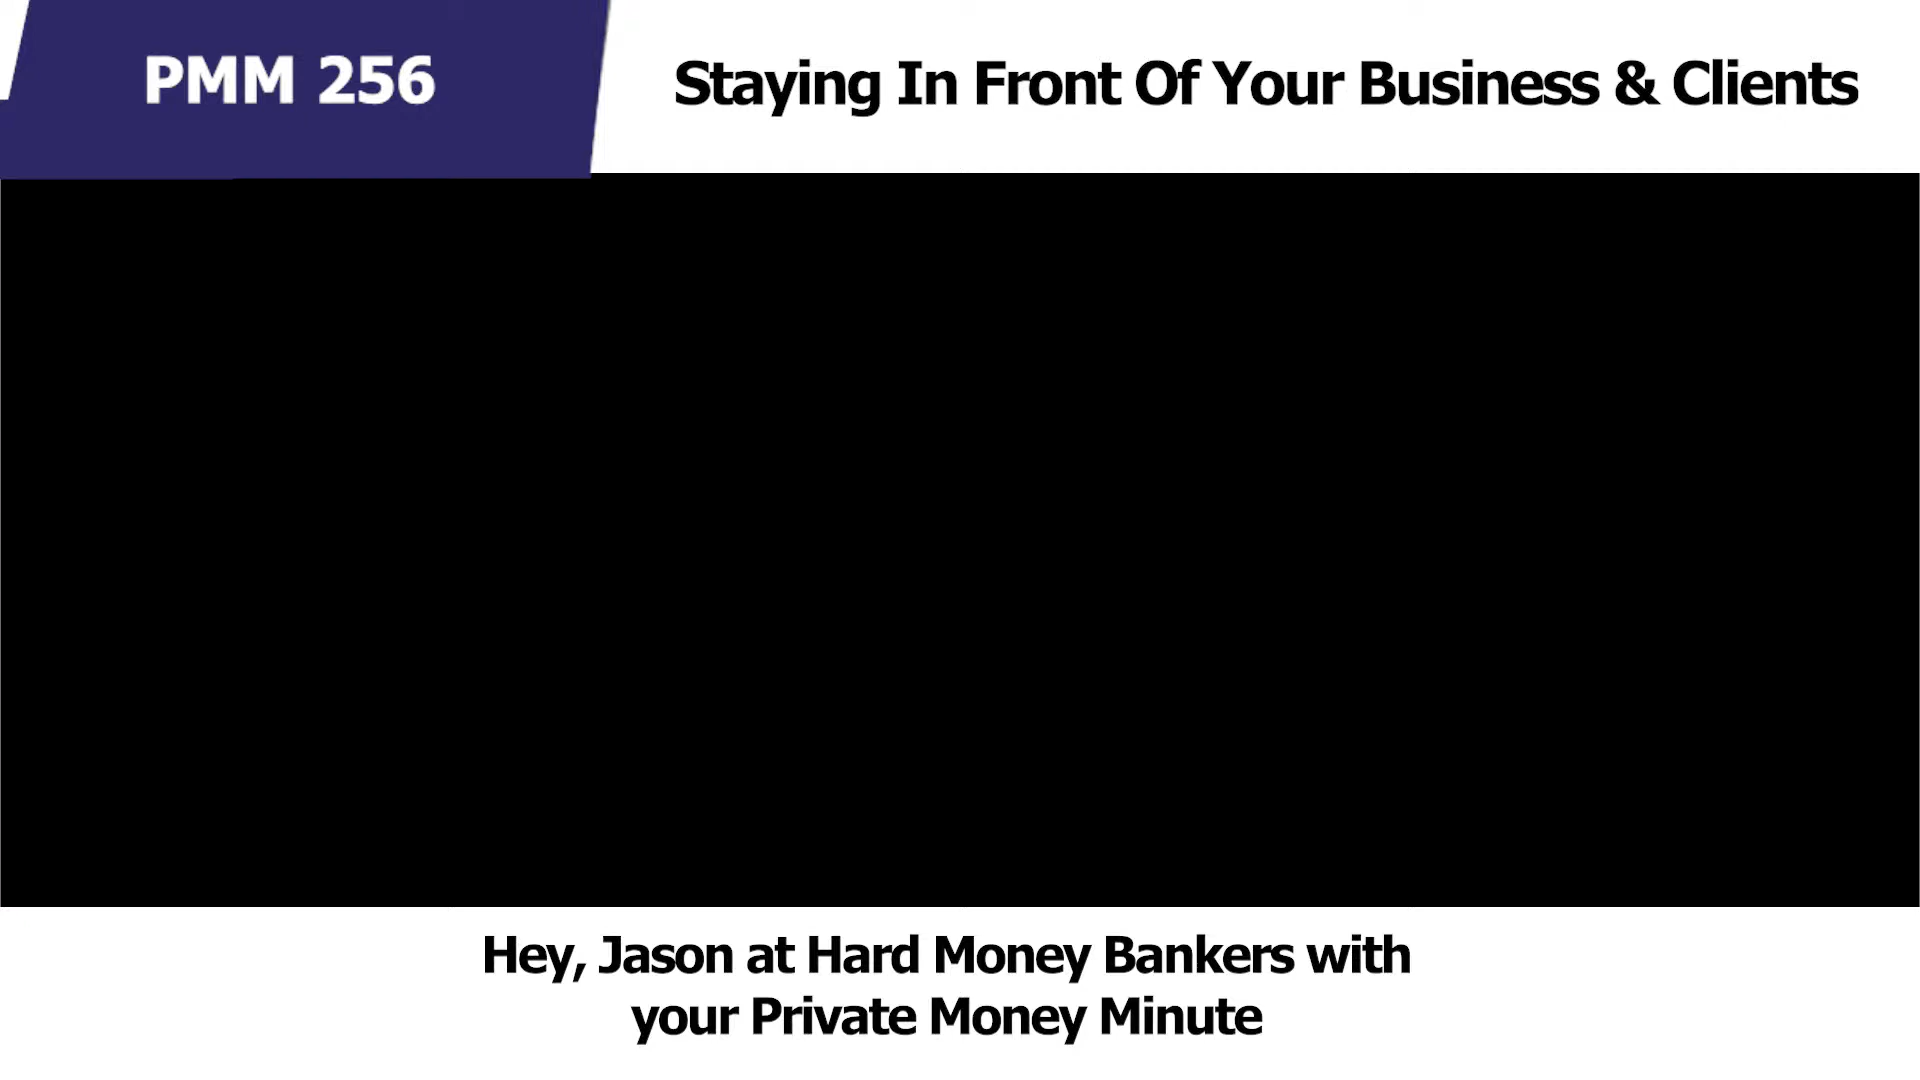 PMM 256
Staying In Front Of Your Business & Clients
Hey, Jason at Hard Money Bankers with
your Private Money Minute